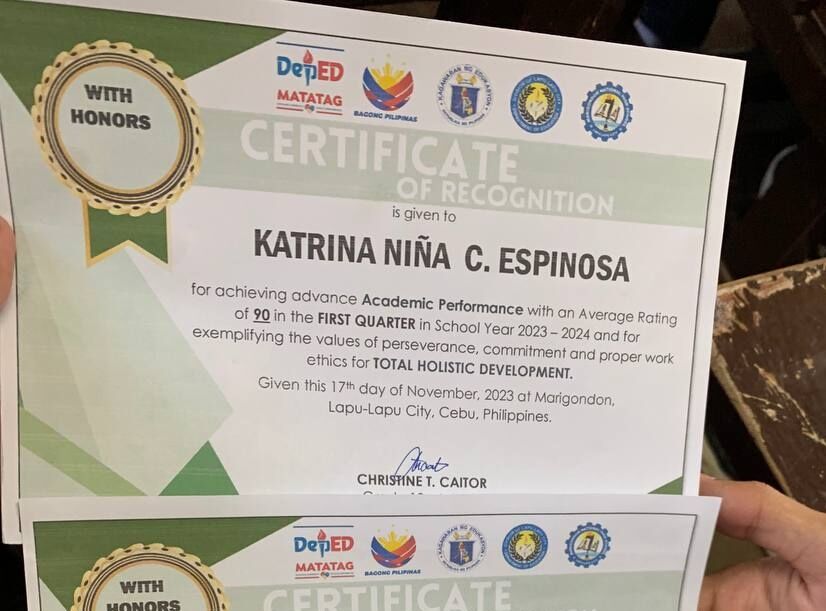 WITH
HONORS
DepED
MATATAG
BAGONG PILIPINAS
KAGAWARAN NG EDUKASYON
CERTIFICATE
OF RECOGNITION
is given to
KATRINA NIÑA C. ESPINOSA
for achieving advance Academic Performance with an Average Rating
of 90 in the FIRST QUARTER in School Year 2023 – 2024 and for
exemplifying the values of perseverance, commitment and proper work
ethics for TOTAL HOLISTIC DEVELOPMENT.
Given this 17th day of November, 2023 at Marigondon,
Lapu-Lapu City, Cebu, Philippines.
CHRISTINE T. CAITOR
WITH
HONORS
DepED
MATATAG
BAGONG PILIPINAS
CERTIFICATE